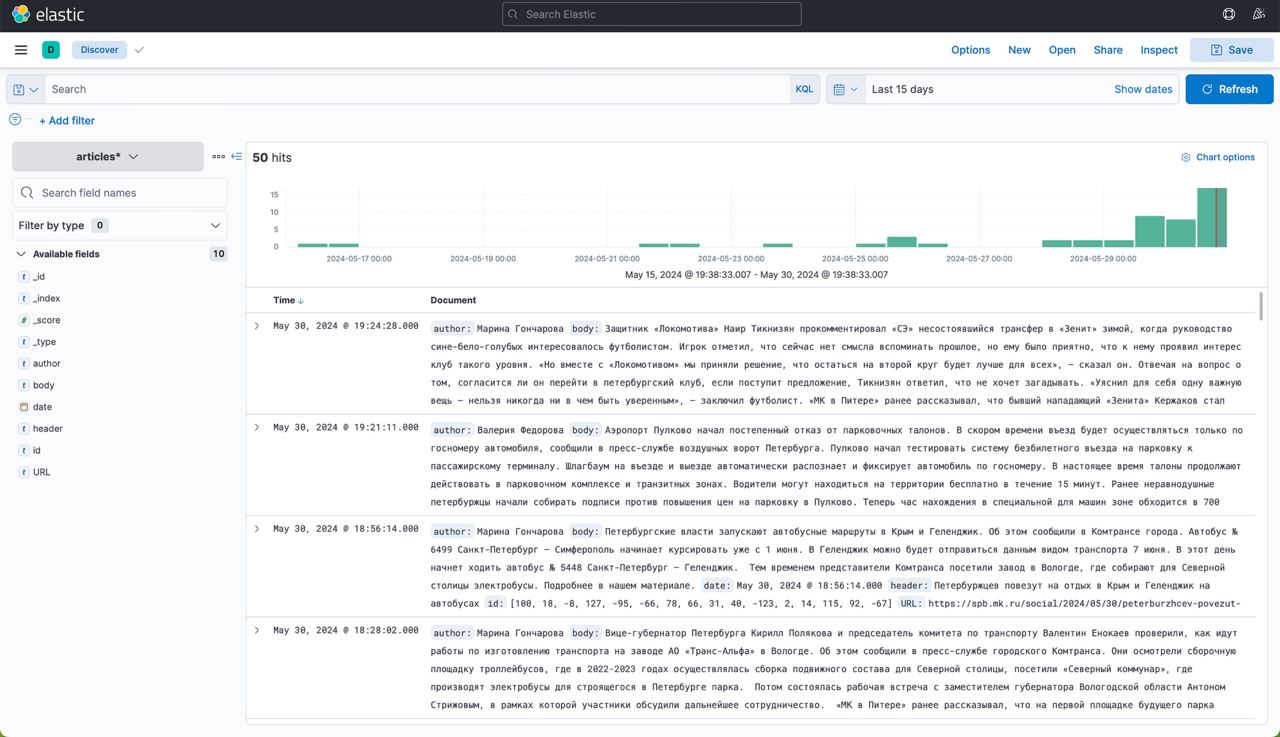 elastic
Search Elastic
D
Discover
Options New Open Share Inspect Save
Search
KQL
Last 15 days
Show dates
Refresh
+ Add filter
articles*
Search field names
Filter by type 0
Available fields 10
t _id
t _index
# _score
t _type
t author
t body
date
t header
t id
t URL
50 hits
Chart options
15
10
5
0
2024-05-17 00:00 2024-05-19 00:00 2024-05-21 00:00 2024-05-23 00:00 2024-05-25 00:00 2024-05-27 00:00 2024-05-29 00:00
May 15, 2024 @ 19:38:33.007 - May 30, 2024 @ 19:38:33.007
Time Document
May 30, 2024 @ 19:24:28.000 author: Марина Гончарова body: Защитник «Локомотива» Наир Тикнизян прокомментировал «СЭ» несостоявшийся трансфер в «Зенит» зимой, когда руководство
сине-бело-голубых интересовалось футболистом. Игрок отметил, что сейчас нет смысла вспоминать прошлое, но ему было приятно, что к нему проявил интерес
клуб такого уровня. «Но вместе с «Локомотивом» мы приняли решение, что остаться на второй круг будет лучше для всех», – сказал он. Отвечая на вопрос о
том, согласится ли он перейти в петербургский клуб, если поступит предложение, Тикнизян ответил, что не хочет загадывать. «Уяснил для себя одну важную
вещь – нельзя никогда ни в чем быть уверенным», – заключил футболист. «МК в Питере» ранее рассказывал, что бывший нападающий «Зенита» Кержаков стал
May 30, 2024 @ 19:21:11.000 author: Валерия Федорова body: Аэропорт Пулково начал постепенный отказ от парковочных талонов. В скором времени въезд будет осуществляться только по
госномеру автомобиля, сообщили в пресс-службе воздушных ворот Петербурга. Пулково начал тестировать систему безбилетного въезда на парковку к
пассажирскому терминалу. Шлагбаум на въезде и выезде автоматически распознает и фиксирует автомобиль по госномеру. В настоящее время талоны продолжают
действовать в парковочном комплексе и транзитных зонах. Водители могут находиться на территории бесплатно в течение 15 минут. Ранее неравнодушные
петербуржцы начали собирать подписи против повышения цен на парковку в Пулково. Теперь час нахождения в специальной для машин зоне обходится в 700
May 30, 2024 @ 18:56:14.000 author: Марина Гончарова body: Петербургские власти запускают автобусные маршруты в Крым и Геленджик. Об этом сообщили в Комтрансе города. Автобус №
6499 Санкт-Петербург – Симферополь начинает курсировать уже с 1 июня. В Геленджик можно будет отправиться данным видом транспорта 7 июня. В этот день
начнет ходить автобус № 5448 Санкт-Петербург – Геленджик. Тем временем представители Комтранса посетили завод в Вологде, где собирают для Северной
столицы электробусы. Подробнее в нашем материале. date: May 30, 2024 @ 18:56:14.000 header: Петербуржцев повезут на отдых в Крым и Геленджик на
автобусах id: [100, 18, -8, 127, -95, -66, 78, 66, 31, 40, -123, 2, 14, 115, 92, -67] URL: https://spb.mk.ru/social/2024/05/30/peterburzhcev-povezut-
May 30, 2024 @ 18:28:02.000 author: Марина Гончарова body: Вице-губернатор Петербурга Кирилл Полякова и председатель комитета по транспорту Валентин Енокаев проверили, как идут
работы по изготовлению транспорта на заводе АО «Транс-Альфа» в Вологде. Об этом сообщили в пресс-службе городского Комтранса. Они осмотрели сборочную
площадку троллейбусов, где в 2022-2023 годах осуществлялась сборка подвижного состава для Северной столицы, посетили «Северный коммунар», где
производят электробусы для строящегося в Петербурге парка. Потом состоялась рабочая встреча с заместителем губернатора Вологодской области Антоном
Стрижовым, в рамках которой участники обсудили дальнейшее сотрудничество. «МК в Питере» ранее рассказывал, что на первой площадке будущего парка